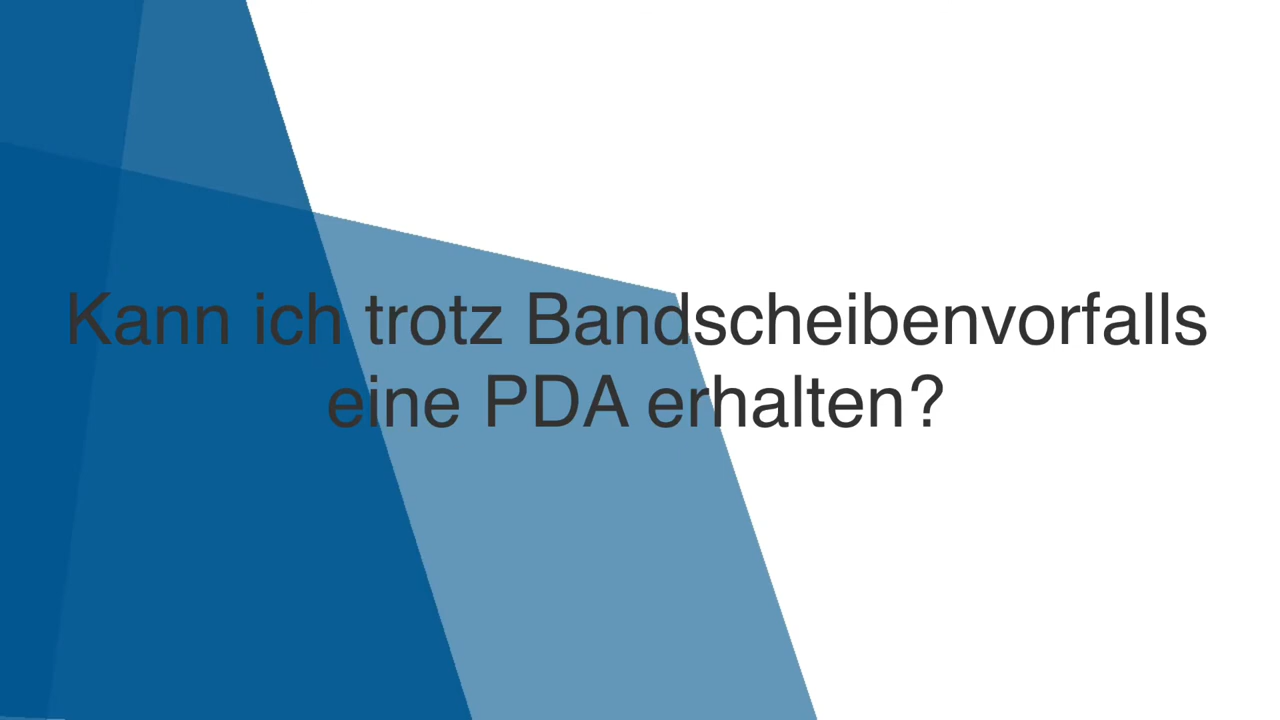 Kann ich trotz Bandscheibenvorfalls
eine PDA erhalten?